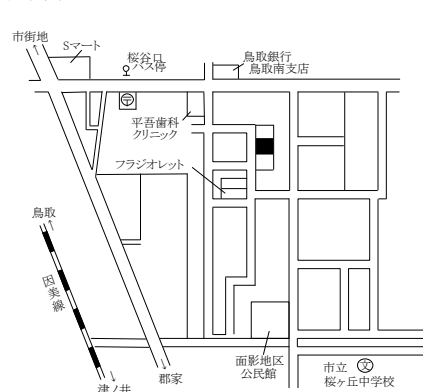 市街地
Sマート
桜谷口
バス停
鳥取銀行
鳥取南支店
平吾歯科
クリニック
フラジオレット
鳥取
因美線
津ノ井
郡家
面影地区
公民館
市立
文
桜ヶ丘中学校